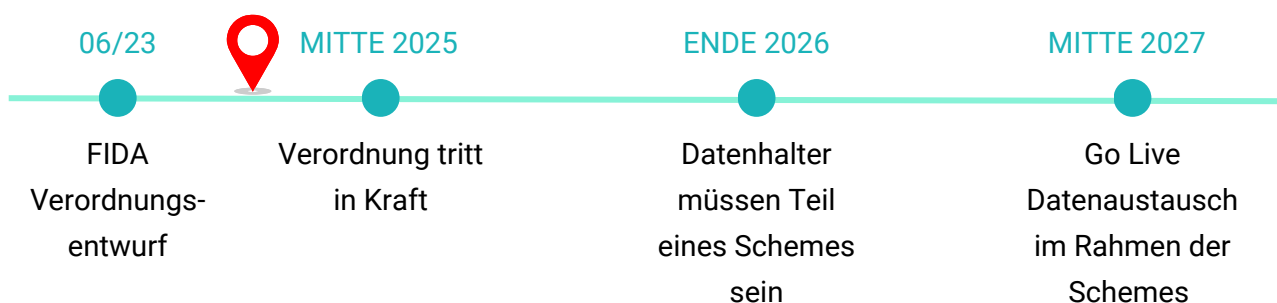 06/23
MITTE 2025
ENDE 2026
MITTE 2027
FIDA
Verordnungs-
entwurf
Verordnung tritt
in Kraft
Datenhalter
müssen Teil
eines Schemes
sein
Go Live
Datenaustausch
im Rahmen der
Schemes